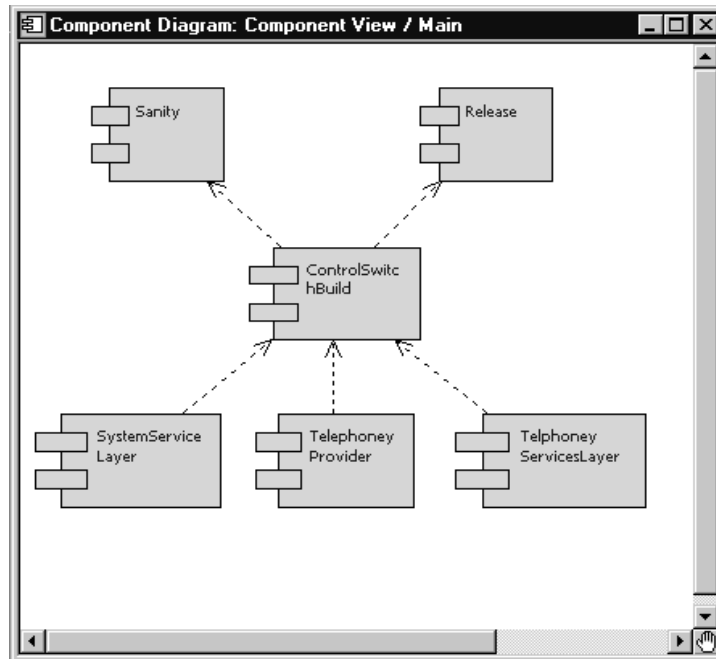 Component Diagram: Component View / Main
Sanity
Release
ControlSwitc
hBuild
SystemService
Layer
Telephoney
Provider
Telphoney
ServicesLayer